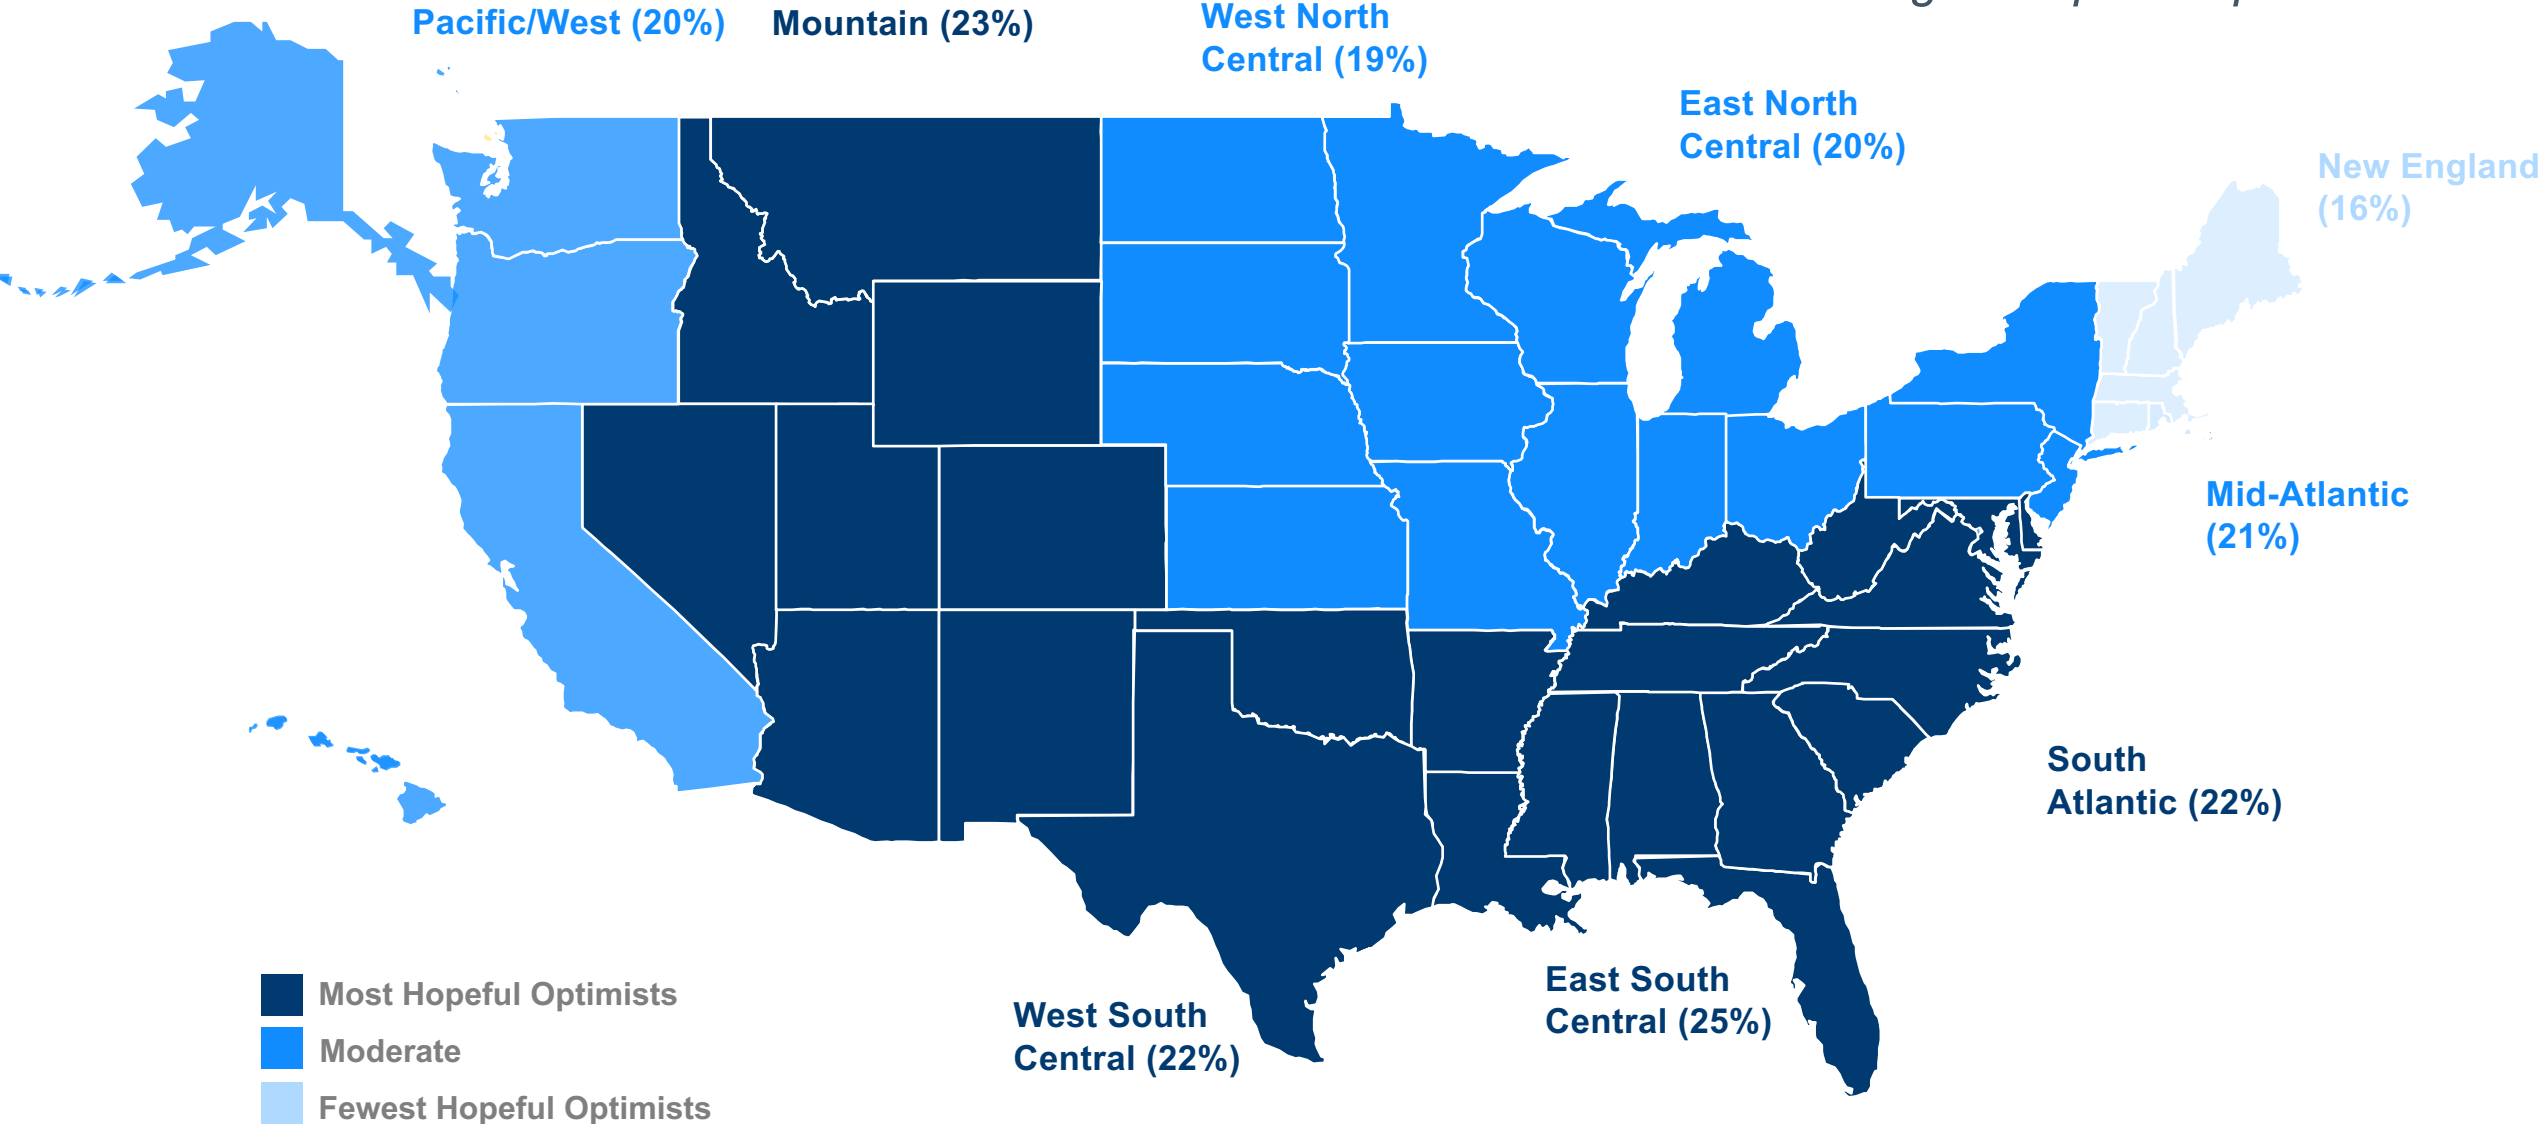 Pacific/West (20%)
Mountain (23%)
West North
Central (19%)
East North
Central (20%)
New England
(16%)
Mid-Atlantic
(21%)
South
Atlantic (22%)
East South
Central (25%)
West South
Central (22%)
Most Hopeful Optimists
Moderate
Fewest Hopeful Optimists